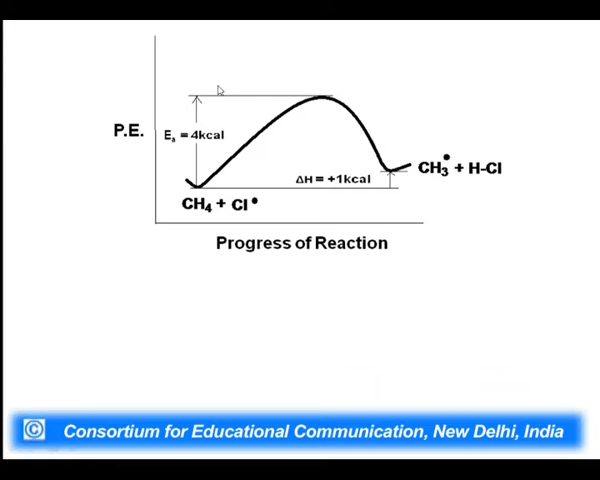 P.E.
Eₐ = 4kcal
ΔH = +1kcal
CH₃• + H-Cl
CH₄ + Cl•
Progress of Reaction
© Consortium for Educational Communication, New Delhi, India